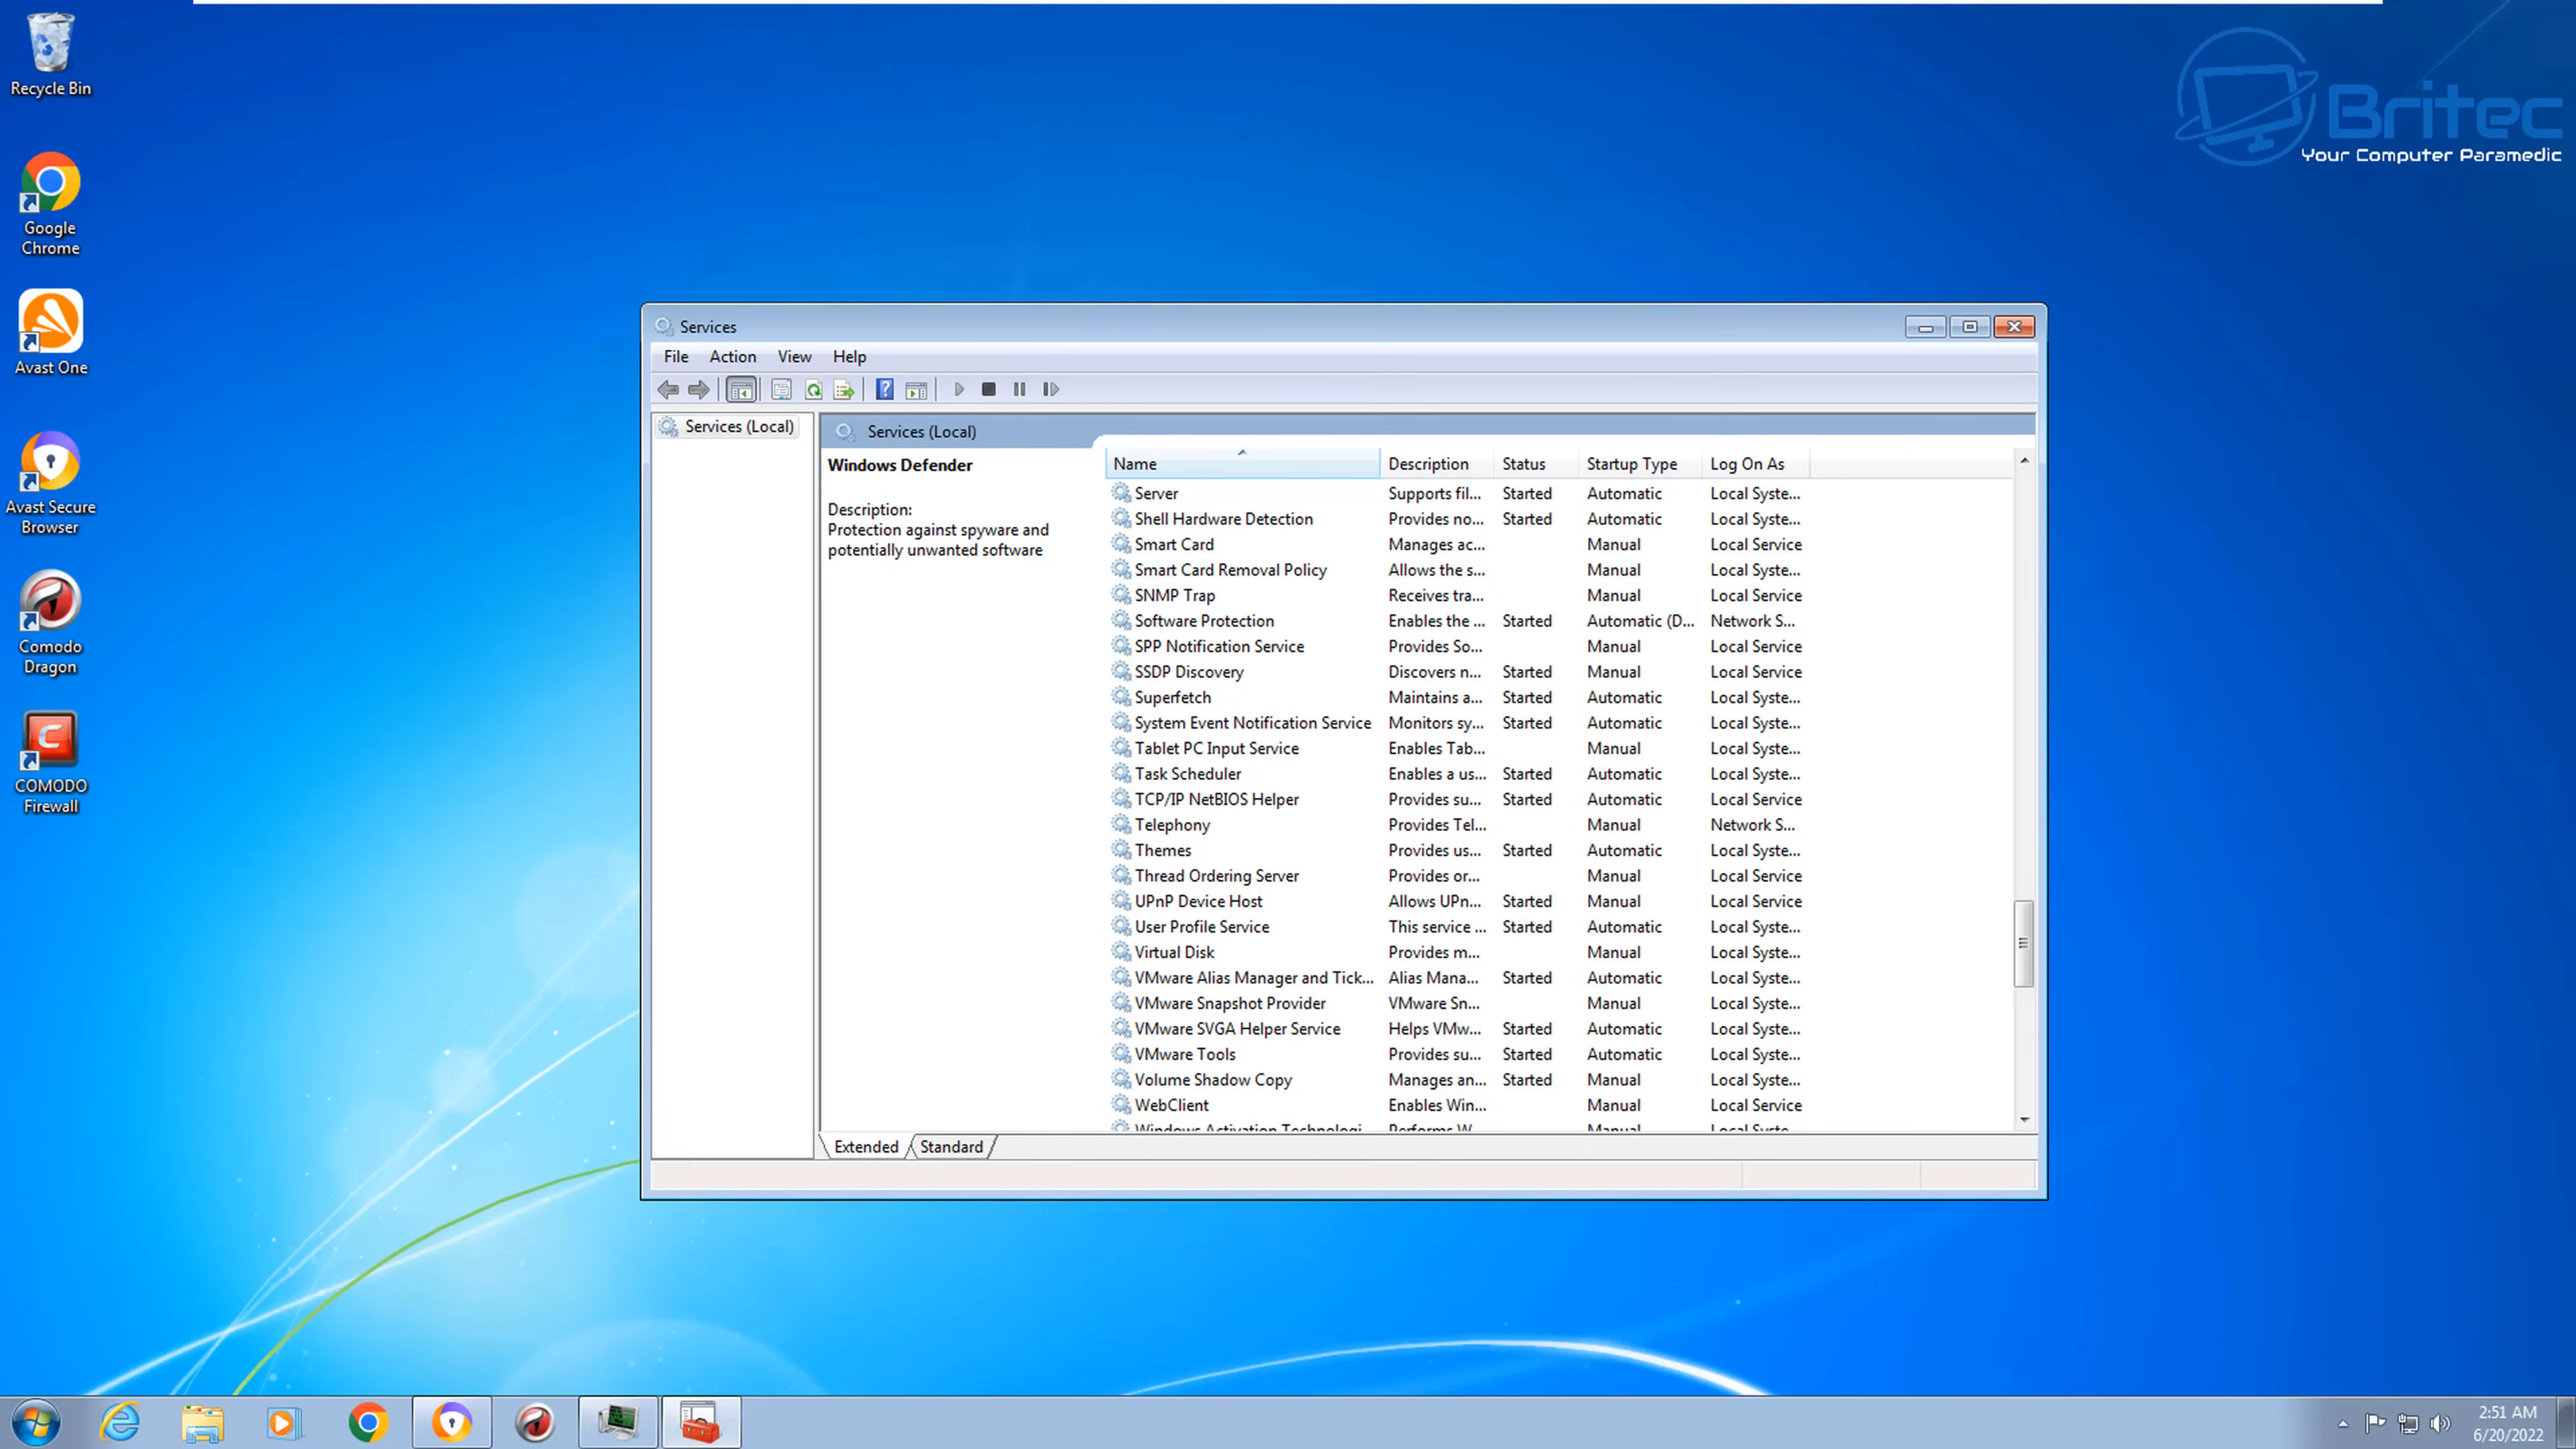 Recycle Bin
Google
Chrome
Avast One
Avast Secure
Browser
Comodo
Dragon
COMODO
Firewall
Britec
Your Computer Paramedic
Services
File Action View Help
Services (Local)
Services (Local)
Windows Defender
Description:
Protection against spyware and
potentially unwanted software
Name Description Status Startup Type Log On As
Server Supports fil... Started Automatic Local Syste...
Shell Hardware Detection Provides no... Started Automatic Local Syste...
Smart Card Manages ac... Manual Local Service
Smart Card Removal Policy Allows the s... Manual Local Syste...
SNMP Trap Receives tra... Manual Local Service
Software Protection Enables the ... Started Automatic (D... Network S...
SPP Notification Service Provides So... Manual Local Service
SSDP Discovery Discovers n... Started Manual Local Service
Superfetch Maintains a... Started Automatic Local Syste...
System Event Notification Service Monitors sy... Started Automatic Local Syste...
Tablet PC Input Service Enables Tab... Manual Local Syste...
Task Scheduler Enables a us... Started Automatic Local Syste...
TCP/IP NetBIOS Helper Provides su... Started Automatic Local Service
Telephony Provides Tel... Manual Network S...
Themes Provides us... Started Automatic Local Syste...
Thread Ordering Server Provides or... Manual Local Service
UPnP Device Host Allows UPn... Started Manual Local Service
User Profile Service This service ... Started Automatic Local Syste...
Virtual Disk Provides m... Manual Local Syste...
VMware Alias Manager and Tick... Alias Mana... Started Automatic Local Syste...
VMware Snapshot Provider VMware Sn... Manual Local Syste...
VMware SVGA Helper Service Helps VMw... Started Automatic Local Syste...
VMware Tools Provides su... Started Automatic Local Syste...
Volume Shadow Copy Manages an... Started Manual Local Syste...
WebClient Enables Win... Manual Local Service
Windows Activation Technologi... Performs W... Manual Local Syste...
Extended Standard
2:51 AM
6/20/2022